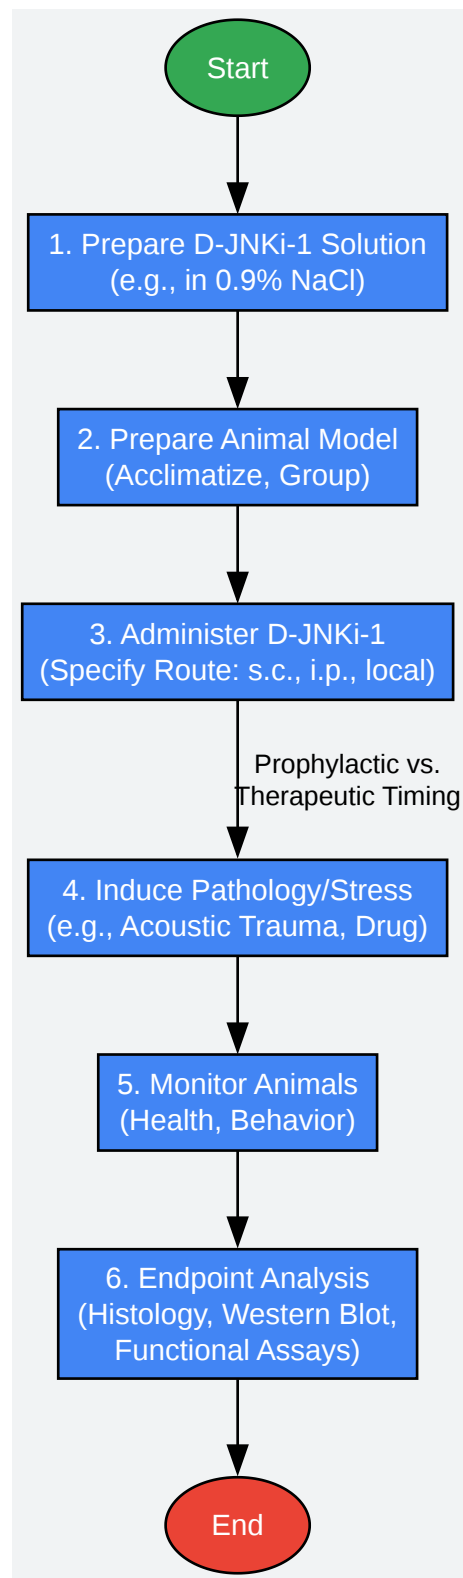 Start
1. Prepare D-JNKi-1 Solution
(e.g., in 0.9% NaCl)
2. Prepare Animal Model
(Acclimatize, Group)
3. Administer D-JNKi-1
(Specify Route: s.c., i.p., local)
Prophylactic vs.
Therapeutic Timing
4. Induce Pathology/Stress
(e.g., Acoustic Trauma, Drug)
5. Monitor Animals
(Health, Behavior)
6. Endpoint Analysis
(Histology, Western Blot,
Functional Assays)
End